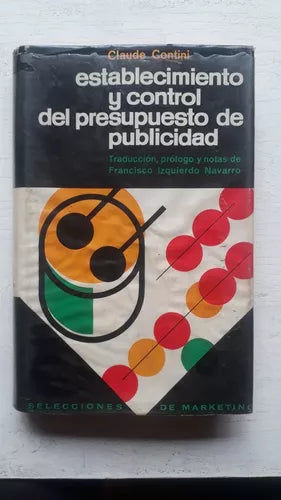 Claude Contini
establecimiento
y control
del presupuesto de
publicidad
Traducción, prólogo y notas de
Francisco Izquierdo Navarro
SELECCIONES DE MARKETING